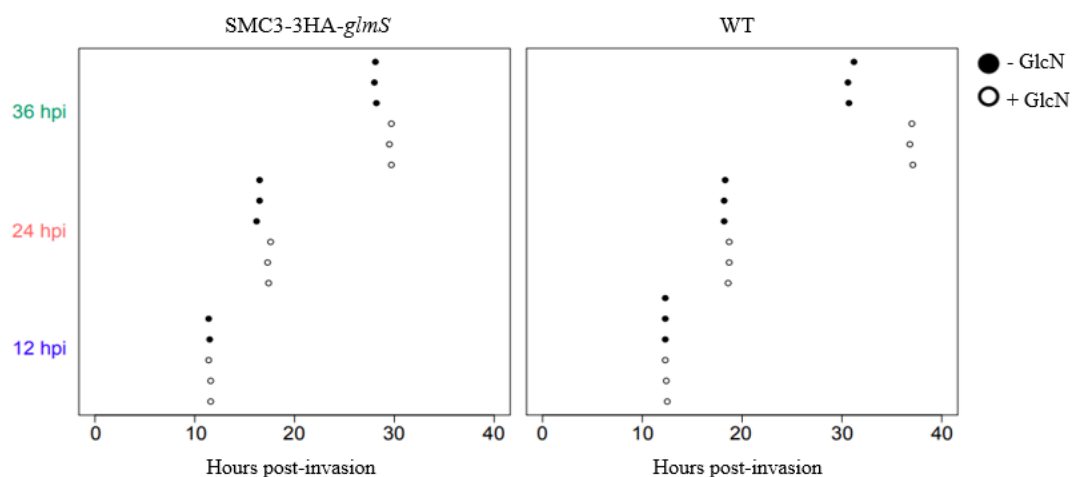 SMC3-3HA-glmS
WT
- GlcN
+ GlcN
36 hpi
24 hpi
12 hpi
0 10 20 30 40
0 10 20 30 40
Hours post-invasion
Hours post-invasion